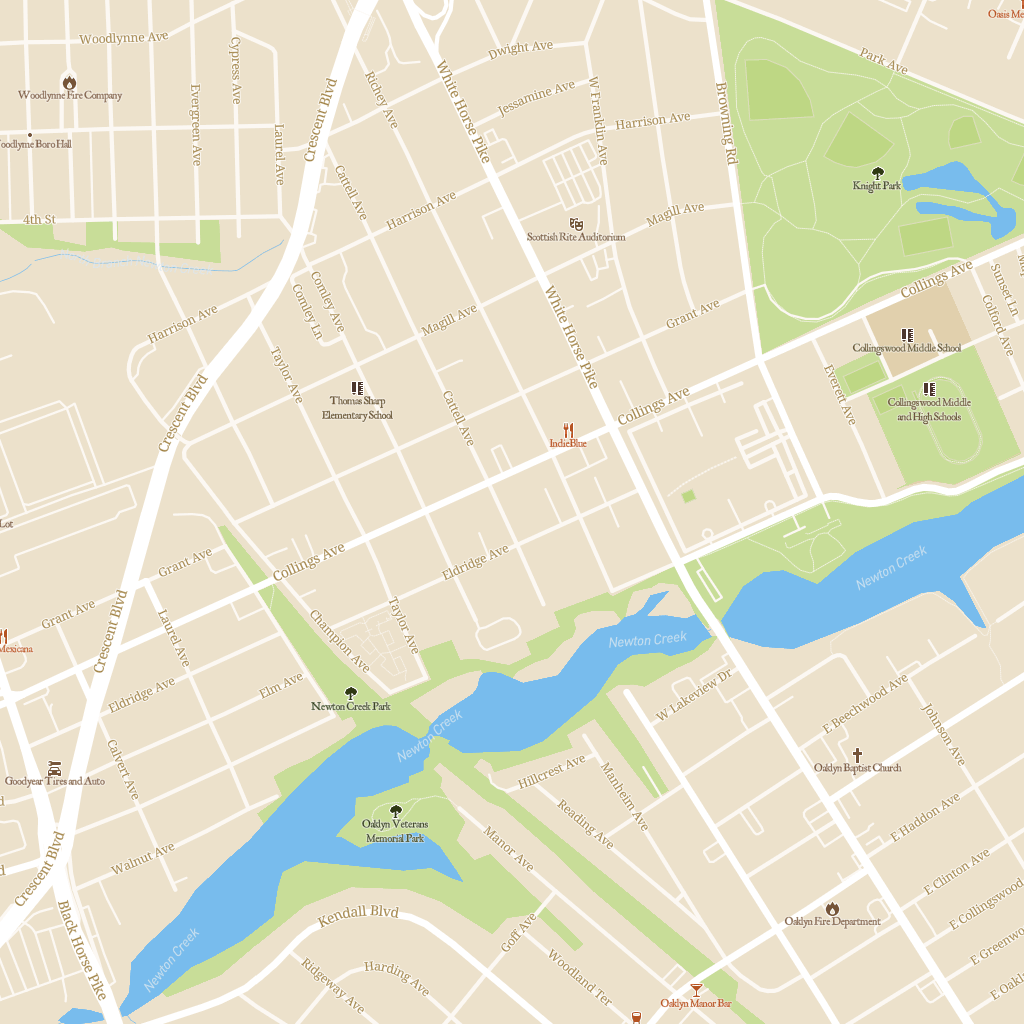 Oasis Me
Woodlynne Ave
Cypress Ave
Dwight Ave
Park Ave
White Horse Pike
Richey Ave
Crescent Blvd
Woodlynne Fire Company
Jessamine Ave
W Franklin Ave
Browning Rd
Evergreen Ave
Harrison Ave
oodlyme Boro Hall
Laurel Ave
Cattell Ave
Knight Park
Harrison Ave
Magill Ave
4th St
Scottish Rite Auditorium
Collings Ave
Sunset Ln
Comley Ave
Comley Ln
Colford Ave
Harrison Ave
Magill Ave
Grant Ave
White Horse Pike
Collingswood Middle School
Taylor Ave
Everett Ave
Thomas Sharp
Elementary School
Crescent Blvd
Cattell Ave
Collings Ave
Collingswood Middle
and High Schools
IndieBlue
Lot
Grant Ave
Collings Ave
Eldridge Ave
Newton Creek
Grant Ave
Laurel Ave
Crescent Blvd
Champion Ave
Taylor Ave
Newton Creek
Mexicana
Eldridge Ave
Elm Ave
Newton Creek Park
W Lakeview Dr
E Beechwood Ave
Johnson Ave
Newton Creek
Calvert Ave
Goodyear Tires and Auto
Hillcrest Ave
Manheim Ave
Oaklyn Baptist Church
Reading Ave
Oaklyn Veterans
Memorial Park
E Haddon Ave
Manor Ave
Walnut Ave
Crescent Blvd
E Clinton Ave
Kendall Blvd
Goff Ave
Oaklyn Fire Department
E Collingswood
Black Horse Pike
Newton Creek
E Greenwo
Harding Ave
Ridgeway Ave
Woodland Ter
Oaklyn Manor Bar
E Oakl